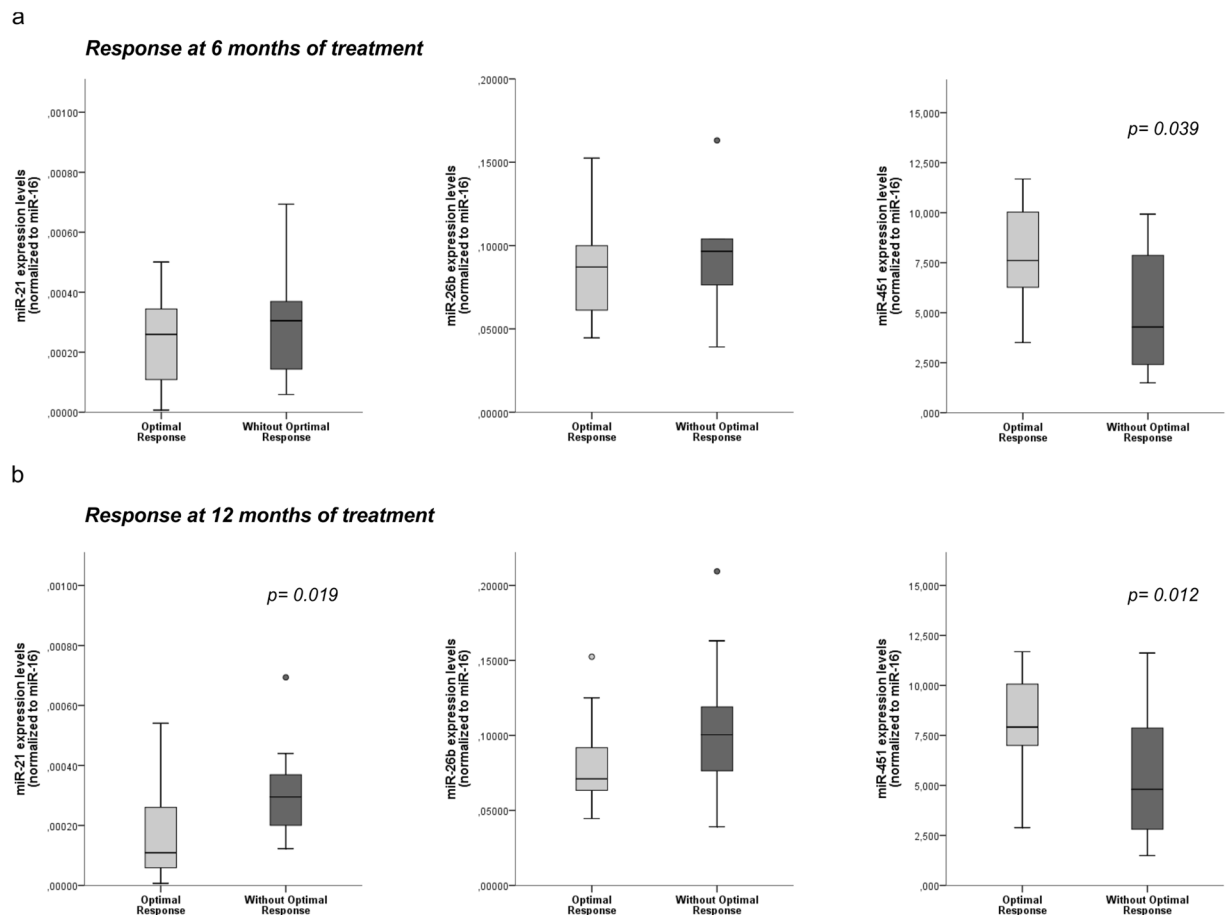 a
Response at 6 months of treatment
miR-21 expression levels
(normalized to miR-16)
,00100
,00080
,00060
,00040
,00020
,00000
Optimal
Response
Whitout Oprtimal
Response
miR-26b expression levels
(normalized to miR-16)
,20000
,15000
,10000
,05000
,00000
Optimal
Response
Without Optimal
Response
miR-451 expression levels
(normalized to miR-16)
15,000
12,500
10,000
7,500
5,000
2,500
,000
p= 0.039
Optimal
Response
Without Optimal
Response
b
Response at 12 months of treatment
miR-21 expression levels
(normalized to miR-16)
,00100
,00080
,00060
,00040
,00020
,00000
p= 0.019
Optimal
Response
Without Optimal
Response
miR-26b expression levels
(normalized to miR-16)
,20000
,15000
,10000
,05000
,00000
Optimal
Response
Without Optimal
Response
miR-451 expression levels
(normalized to miR-16)
15,000
12,500
10,000
7,500
5,000
2,500
,000
p= 0.012
Optimal
Response
Without Optimal
Response